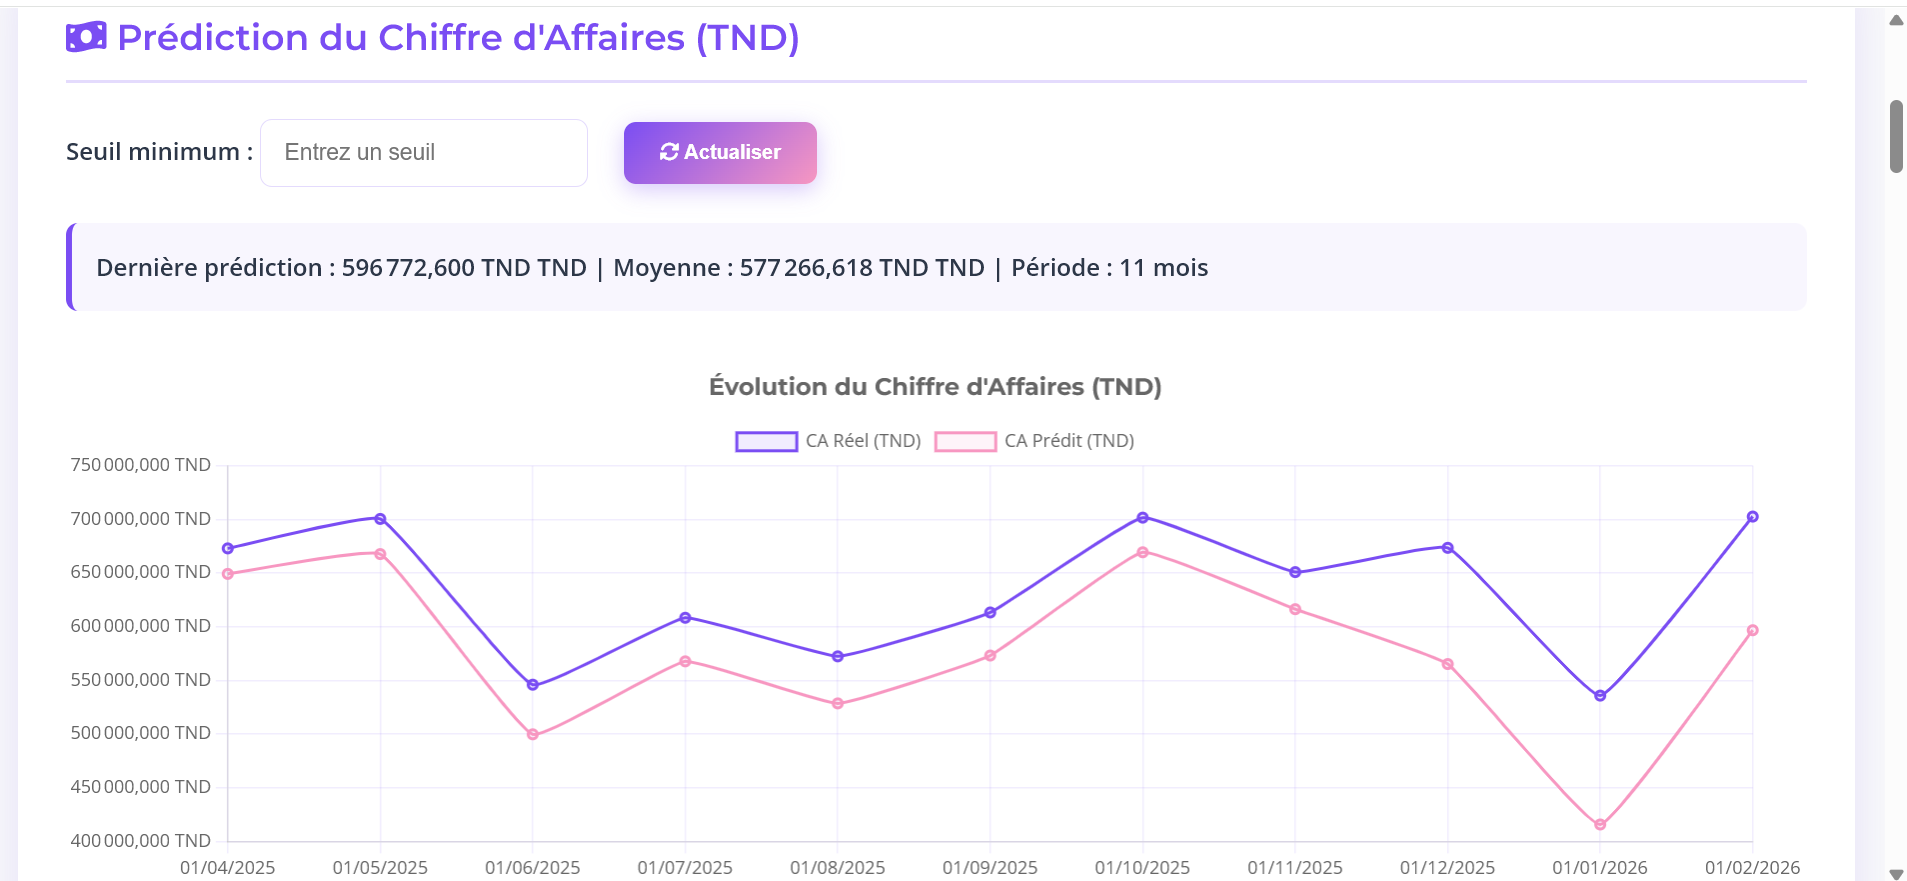 Prédiction du Chiffre d'Affaires (TND)
Seuil minimum :
Entrez un seuil
Actualiser
Dernière prédiction : 596 772,600 TND TND | Moyenne : 577 266,618 TND TND | Période : 11 mois
Évolution du Chiffre d'Affaires (TND)
CA Réel (TND)
CA Prédit (TND)
750 000,000 TND
700 000,000 TND
650 000,000 TND
600 000,000 TND
550 000,000 TND
500 000,000 TND
450 000,000 TND
400 000,000 TND
01/04/2025
01/05/2025
01/06/2025
01/07/2025
01/08/2025
01/09/2025
01/10/2025
01/11/2025
01/12/2025
01/01/2026
01/02/2026